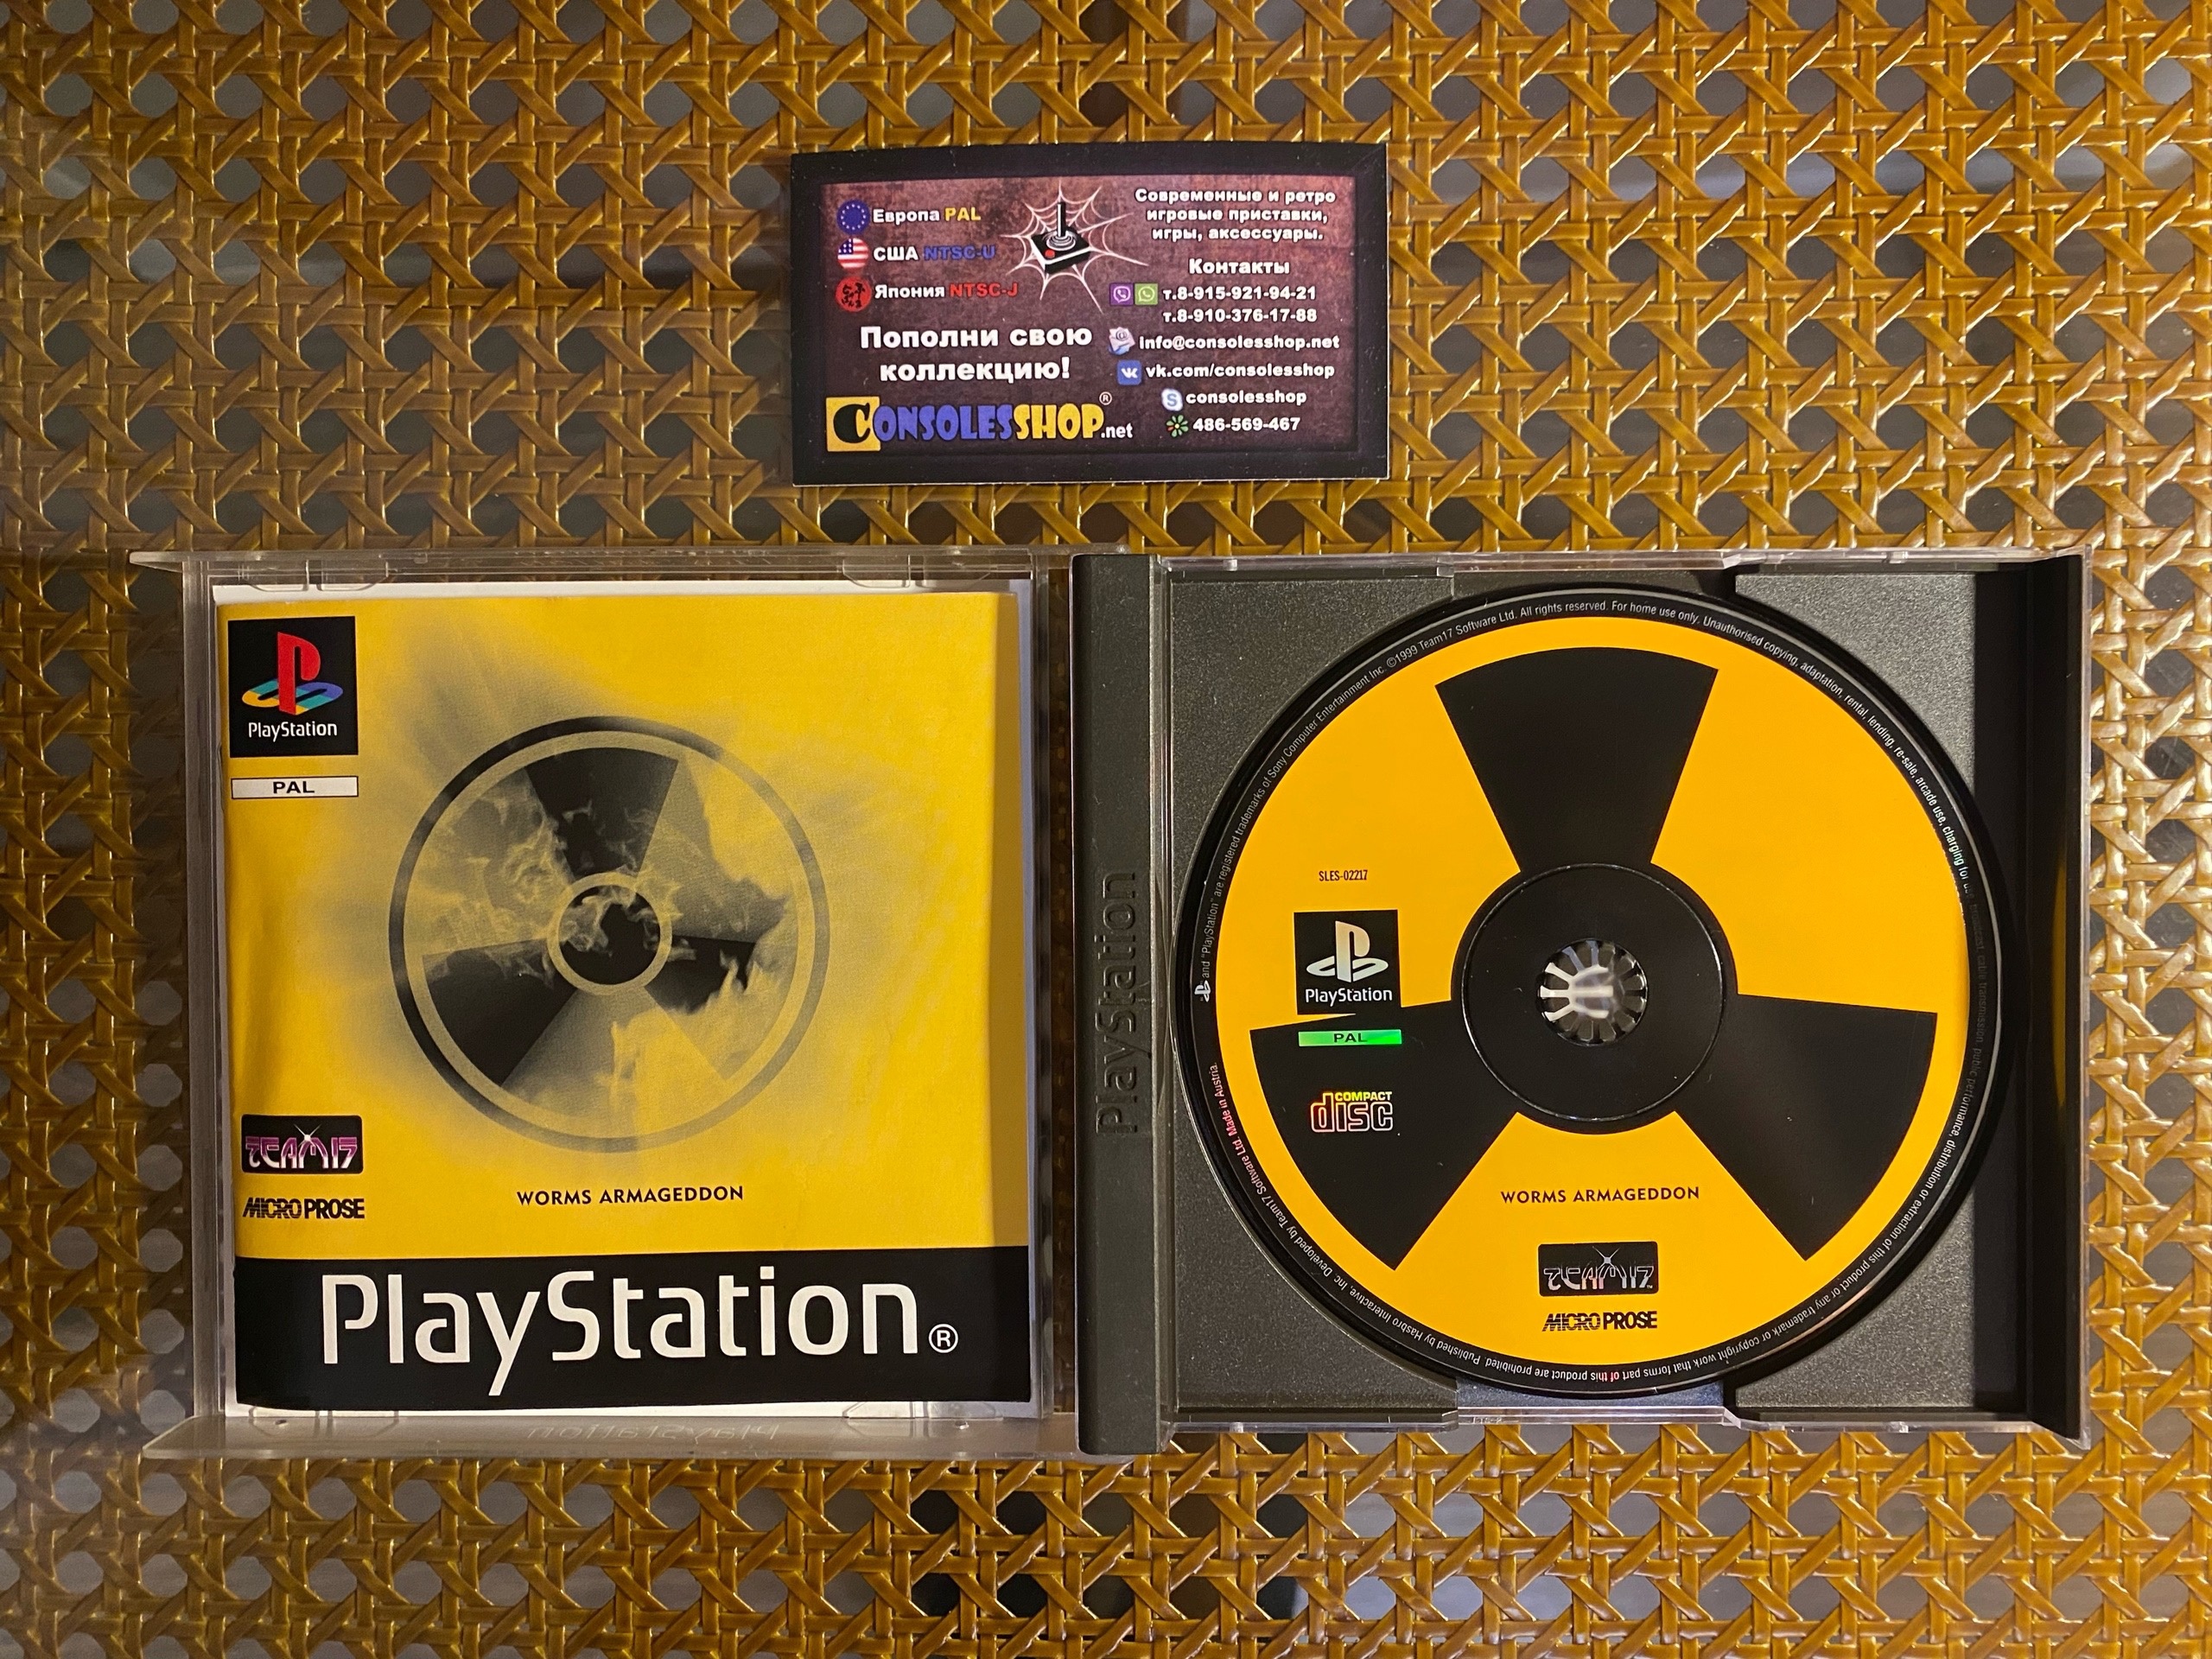 Европа PAL
США NTSC-U
Япония NTSC-J
Пополни свою
коллекцию!
CONSOLESSHOP.net ®
Современные и ретро
игровые приставки,
игры, аксессуары.
Контакты
т.8-915-921-94-21
т.8-910-376-17-88
info@consolesshop.net
vk.com/consolesshop
consolesshop
486-569-467
PlayStation
PAL
TEAM17
MICROPROSE
WORMS ARMAGEDDON
PlayStation®
PlayStation
SLES-02217
PlayStation
PAL
COMPACT
disc
WORMS ARMAGEDDON
TEAM17
MICROPROSE
and "PlayStation" are registered trademarks of Sony Computer Entertainment Inc. ©1999 Team17 Software Ltd. All rights reserved. For home use only. Unauthorised copying, adaptation, rental, lending, re-sale, arcade use, charging for use, broadcast, cable transmission, public performance, distribution or extraction of this product or any trademark or copyright work that forms part of this product are prohibited. Published by Hasbro Interactive, Inc. Developed by Team17 Software Ltd. Made in Austria.